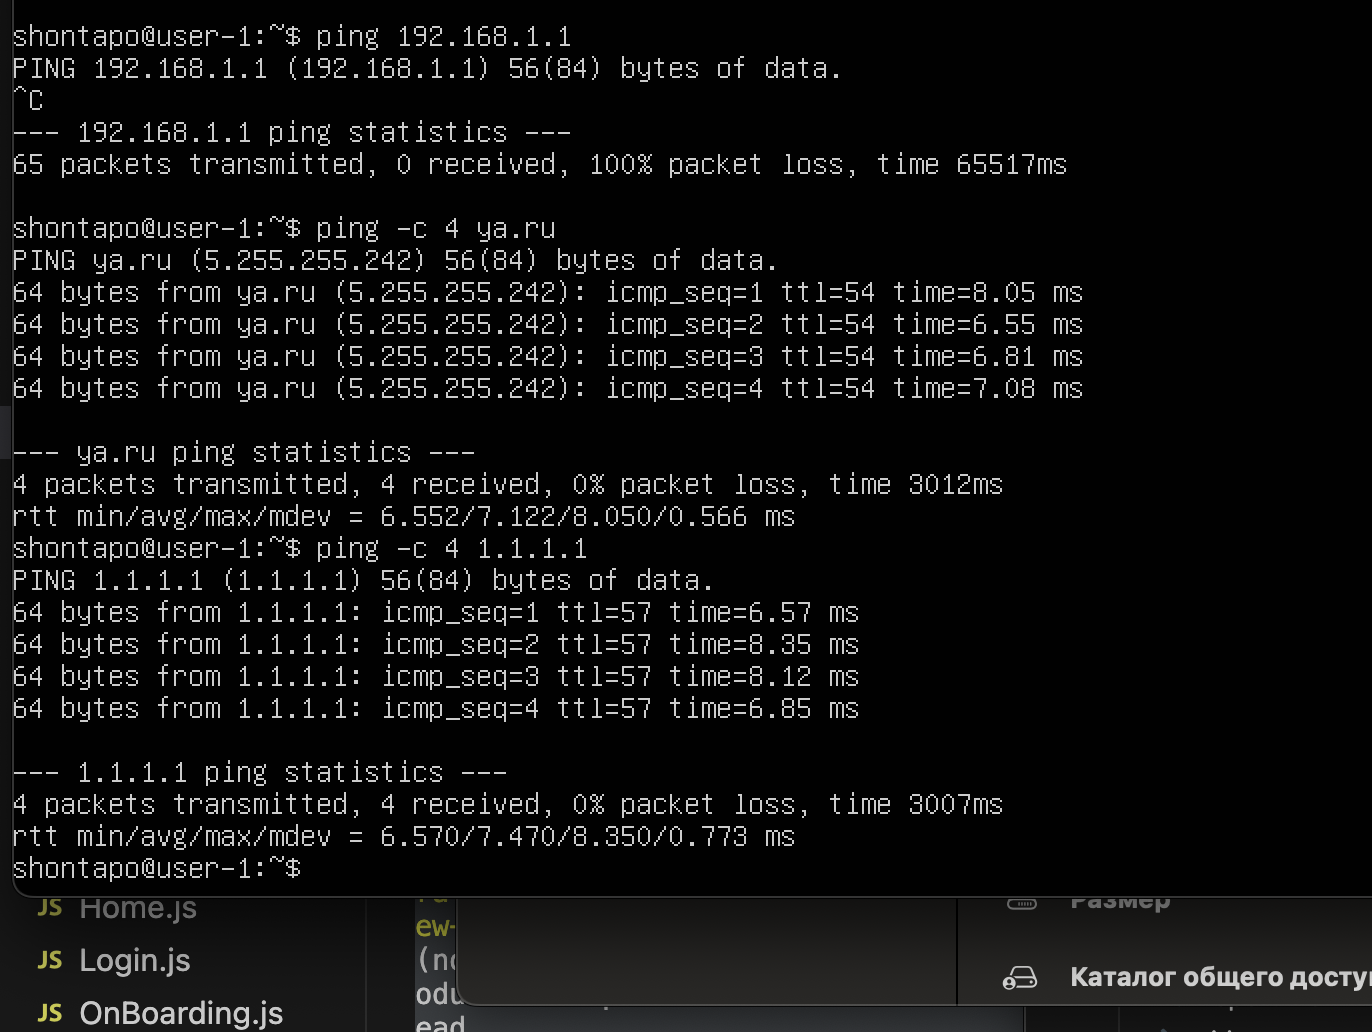 shontapo@user-1:~$ ping 192.168.1.1
PING 192.168.1.1 (192.168.1.1) 56(84) bytes of data.
^C
--- 192.168.1.1 ping statistics ---
65 packets transmitted, 0 received, 100% packet loss, time 65517ms
shontapo@user-1:~$ ping -c 4 ya.ru
PING ya.ru (5.255.255.242) 56(84) bytes of data.
64 bytes from ya.ru (5.255.255.242): icmp_seq=1 ttl=54 time=8.05 ms
64 bytes from ya.ru (5.255.255.242): icmp_seq=2 ttl=54 time=6.55 ms
64 bytes from ya.ru (5.255.255.242): icmp_seq=3 ttl=54 time=6.81 ms
64 bytes from ya.ru (5.255.255.242): icmp_seq=4 ttl=54 time=7.08 ms
--- ya.ru ping statistics ---
4 packets transmitted, 4 received, 0% packet loss, time 3012ms
rtt min/avg/max/mdev = 6.552/7.122/8.050/0.566 ms
shontapo@user-1:~$ ping -c 4 1.1.1.1
PING 1.1.1.1 (1.1.1.1) 56(84) bytes of data.
64 bytes from 1.1.1.1: icmp_seq=1 ttl=57 time=6.57 ms
64 bytes from 1.1.1.1: icmp_seq=2 ttl=57 time=8.35 ms
64 bytes from 1.1.1.1: icmp_seq=3 ttl=57 time=8.12 ms
64 bytes from 1.1.1.1: icmp_seq=4 ttl=57 time=6.85 ms
--- 1.1.1.1 ping statistics ---
4 packets transmitted, 4 received, 0% packet loss, time 3007ms
rtt min/avg/max/mdev = 6.570/7.470/8.350/0.773 ms
shontapo@user-1:~$
JS Home.js
JS Login.js
JS OnBoarding.js
ew-
(no
odu
ead
Размер
Каталог общего досту